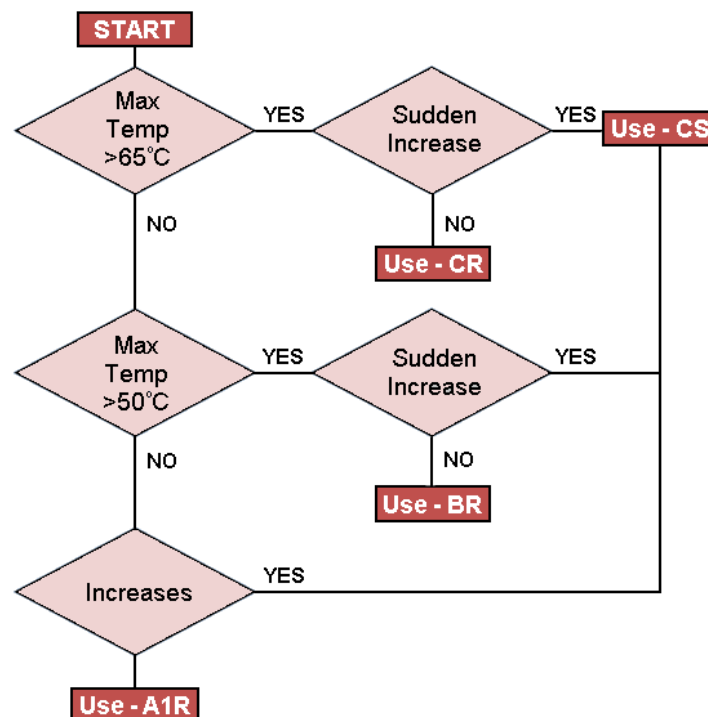 START
Max
Temp
>65°C
YES
Sudden
Increase
YES
Use - CS
NO
NO
Use - CR
Max
Temp
>50°C
YES
Sudden
Increase
YES
NO
NO
Use - BR
Increases
YES
Use - A1R